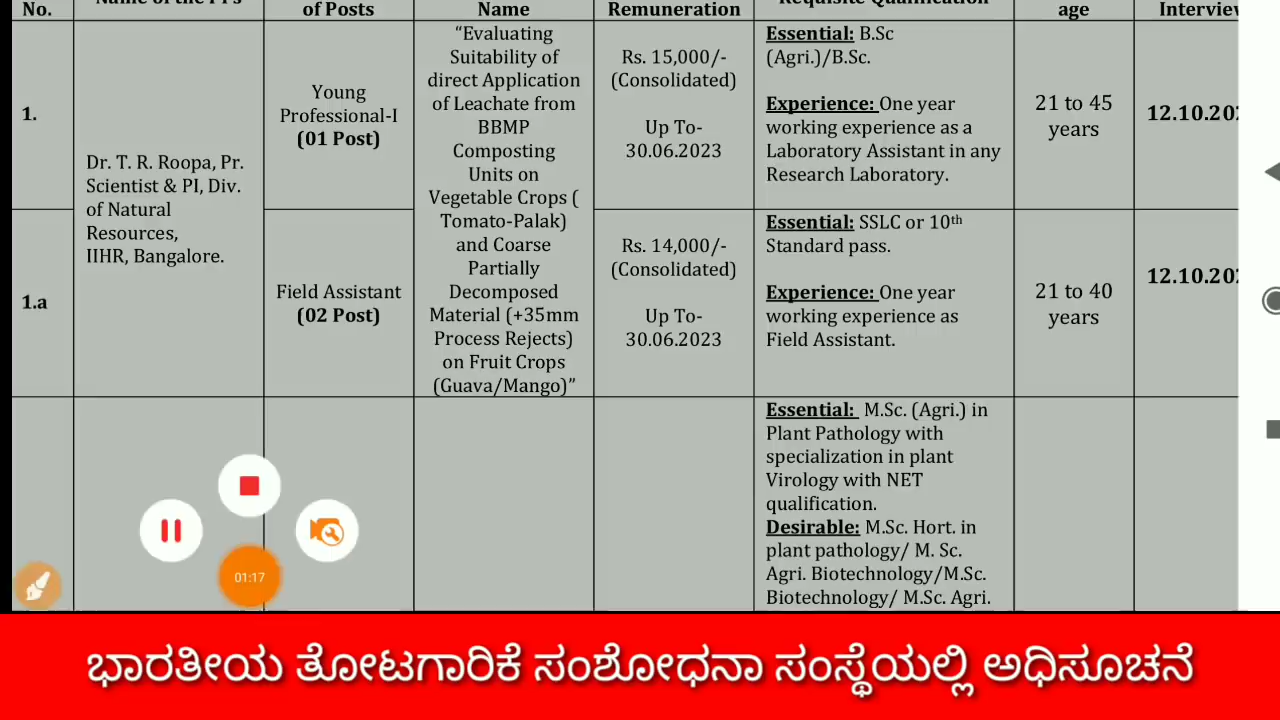 No.
of Posts
Name
Remuneration
Requisite Qualification
age
1.
Dr. T. R. Roopa, Pr.
Scientist & PI, Div.
of Natural
Resources,
IIHR, Bangalore.
Young
Professional-I
(01 Post)
“Evaluating
Suitability of
direct Application
of Leachate from
BBMP
Composting
Units on
Vegetable Crops (
Tomato-Palak)
and Coarse
Partially
Decomposed
Material (+35mm
Process Rejects)
on Fruit Crops
(Guava/Mango)”
Rs. 15,000/-
(Consolidated)
Up To-
30.06.2023
Essential: B.Sc
(Agri.)/B.Sc.
Experience: One year
working experience as a
Laboratory Assistant in any
Research Laboratory.
21 to 45
years
1.a
Field Assistant
(02 Post)
Rs. 14,000/-
(Consolidated)
Up To-
30.06.2023
Essential: SSLC or 10th
Standard pass.
Experience: One year
working experience as
Field Assistant.
21 to 40
years
Essential: M.Sc. (Agri.) in
Plant Pathology with
specialization in plant
Virology with NET
qualification.
Desirable: M.Sc. Hort. in
plant pathology/ M. Sc.
Agri. Biotechnology/M.Sc.
Biotechnology/ M.Sc. Agri.
01:17
ಭಾರತೀಯ ತೋಟಗಾರಿಕೆ ಸಂಶೋಧನಾ ಸಂಸ್ಥೆಯಲ್ಲಿ ಅಧಿಸೂಚನೆ